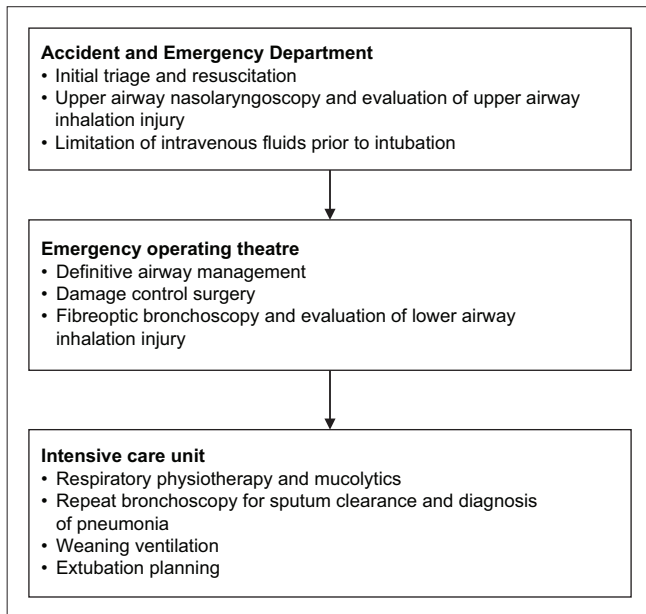 Accident and Emergency Department
• Initial triage and resuscitation
• Upper airway nasolaryngoscopy and evaluation of upper airway
inhalation injury
• Limitation of intravenous fluids prior to intubation
Emergency operating theatre
• Definitive airway management
• Damage control surgery
• Fibreoptic bronchoscopy and evaluation of lower airway
inhalation injury
Intensive care unit
• Respiratory physiotherapy and mucolytics
• Repeat bronchoscopy for sputum clearance and diagnosis
of pneumonia
• Weaning ventilation
• Extubation planning